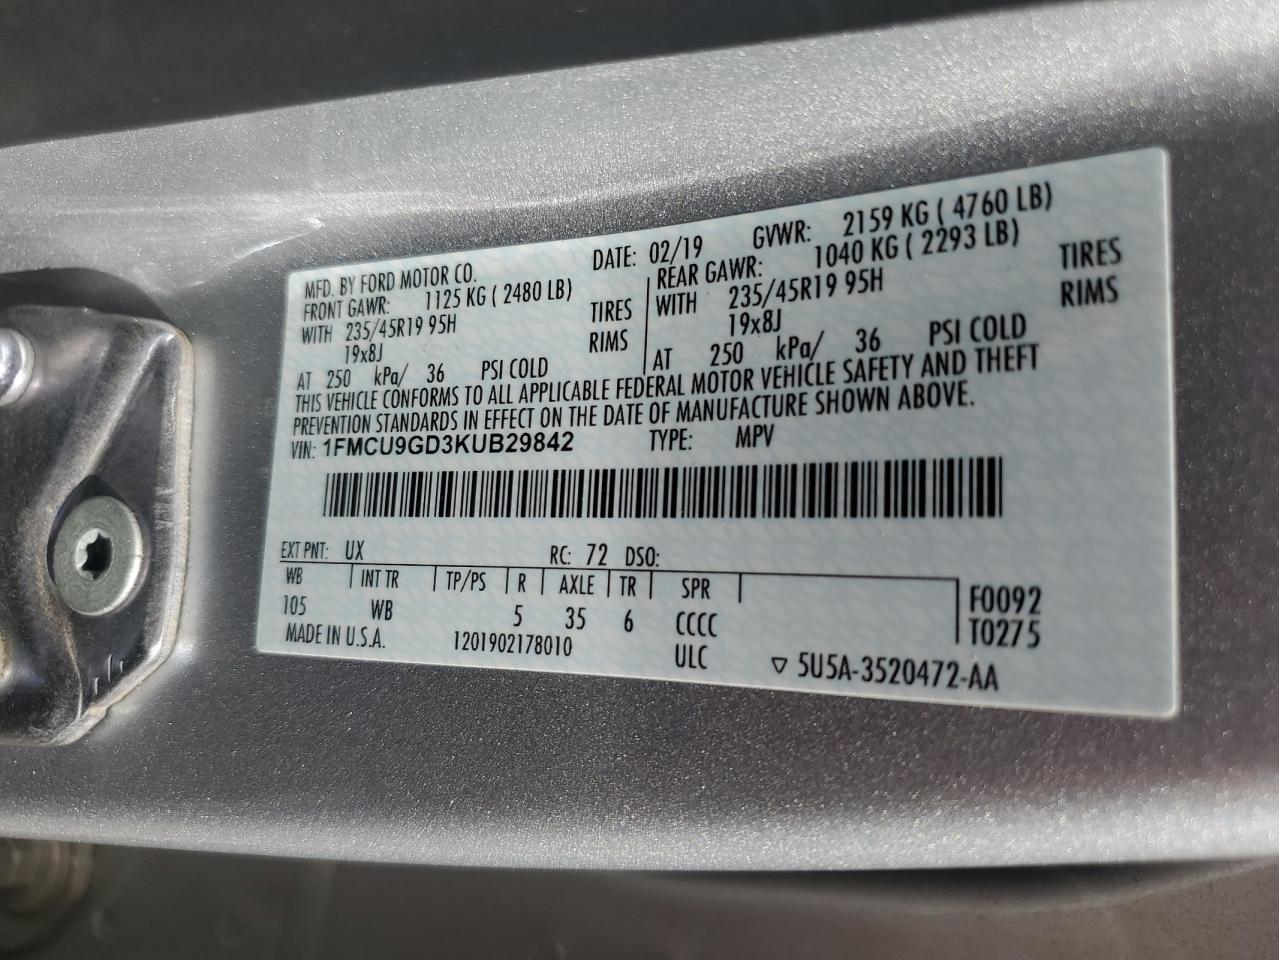 MFD. BY FORD MOTOR CO. DATE: 02/19 GVWR: 2159 KG ( 4760 LB)
FRONT GAWR: 1125 KG ( 2480 LB) REAR GAWR: 1040 KG ( 2293 LB)
WITH 235/45R19 95H TIRES WITH 235/45R19 95H TIRES
19x8J RIMS 19x8J RIMS
AT 250 kPa/ 36 PSI COLD AT 250 kPa/ 36 PSI COLD
THIS VEHICLE CONFORMS TO ALL APPLICABLE FEDERAL MOTOR VEHICLE SAFETY AND THEFT
PREVENTION STANDARDS IN EFFECT ON THE DATE OF MANUFACTURE SHOWN ABOVE.
VIN: 1FMCU9GD3KUB29842 TYPE: MPV
EXT PNT: UX RC: 72 DSO:
WB INT TR TP/PS R AXLE TR SPR F0092
105 WB 5 35 6 CCCC T0275
MADE IN U.S.A. 1201902178010 ULC ▽ 5U5A-3520472-AA